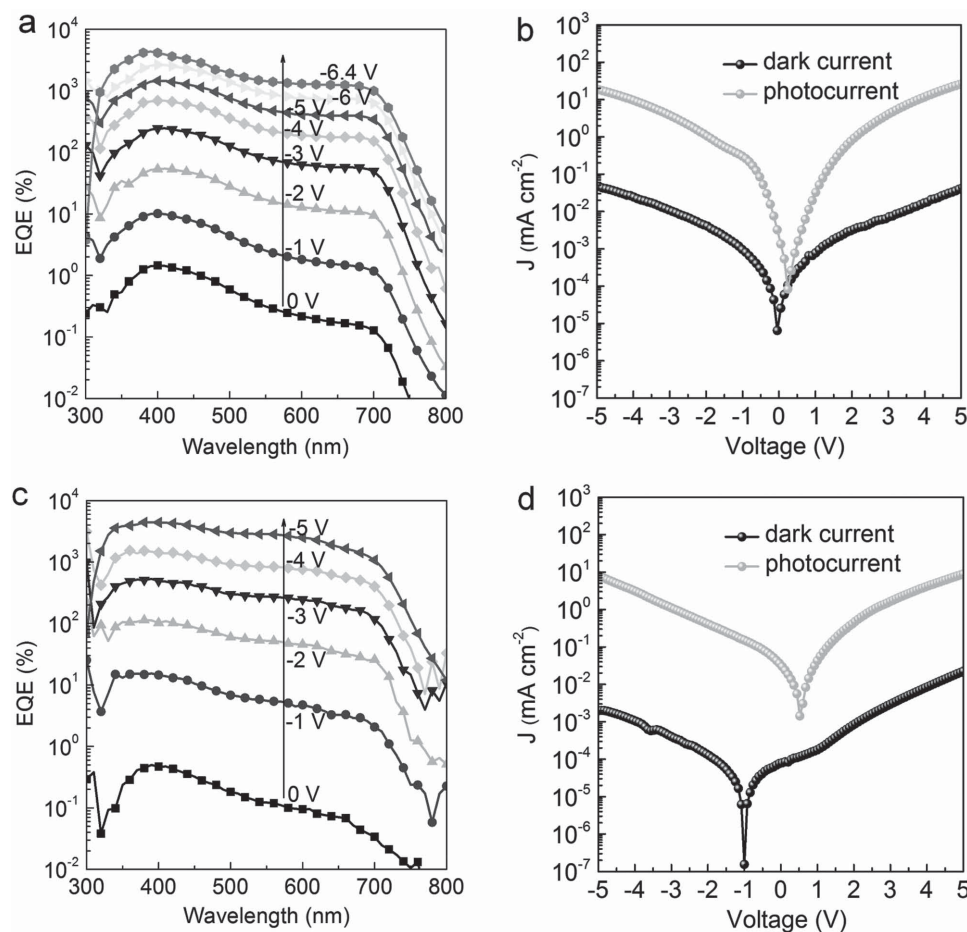 a
EQE (%)
10^4
10^3
10^2
10^1
10^0
10^-1
10^-2
-6.4 V
-6 V
-5 V
-4 V
-3 V
-2 V
-1 V
0 V
300 400 500 600 700 800
Wavelength (nm)
b
J (mA cm^-2)
10^3
10^2
10^1
10^0
10^-1
10^-2
10^-3
10^-4
10^-5
10^-6
10^-7
dark current
photocurrent
-5 -4 -3 -2 -1 0 1 2 3 4 5
Voltage (V)
c
EQE (%)
10^4
10^3
10^2
10^1
10^0
10^-1
10^-2
-5 V
-4 V
-3 V
-2 V
-1 V
0 V
300 400 500 600 700 800
Wavelength (nm)
d
J (mA cm^-2)
10^3
10^2
10^1
10^0
10^-1
10^-2
10^-3
10^-4
10^-5
10^-6
10^-7
dark current
photocurrent
-5 -4 -3 -2 -1 0 1 2 3 4 5
Voltage (V)